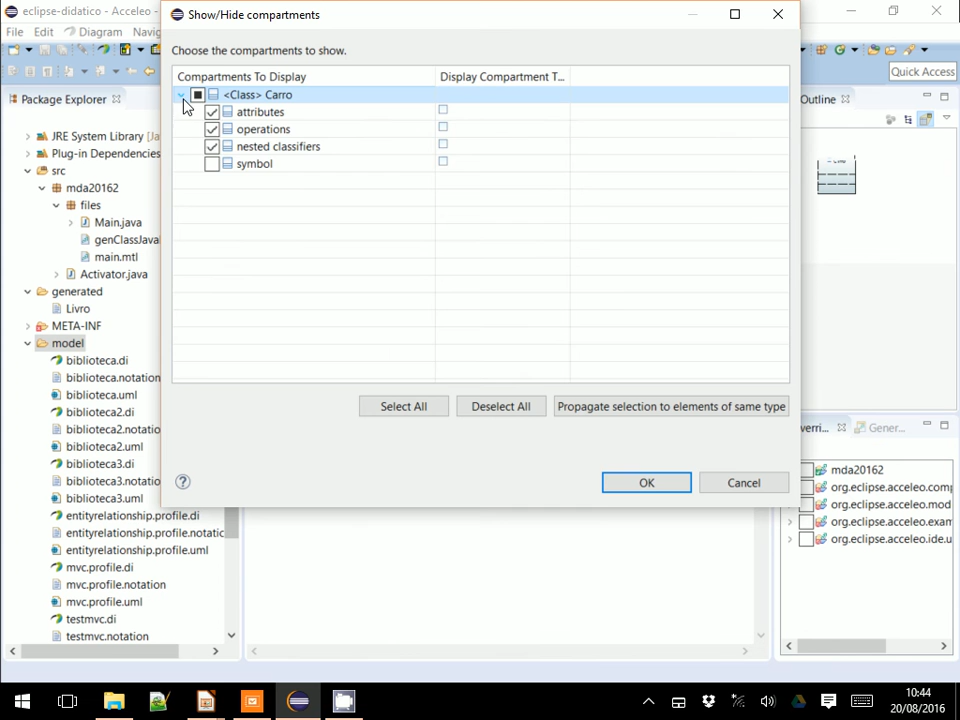 eclipse-didatico - Acceleo -
Show/Hide compartments
File Edit Diagram Navig
Choose the compartments to show.
Quick Access
Compartments To Display
Display Compartment T...
Package Explorer
Outline
<Class> Carro
attributes
operations
nested classifiers
symbol
JRE System Library [Ja
Plug-in Dependencies
src
mda20162
files
Main.java
genClassJava
main.mtl
Activator.java
generated
Livro
META-INF
model
biblioteca.di
biblioteca.notation
biblioteca.uml
biblioteca2.di
biblioteca2.notatio
biblioteca2.uml
biblioteca3.di
biblioteca3.notatio
biblioteca3.uml
entityrelationship.profile.di
entityrelationship.profile.notatic
entityrelationship.profile.uml
mvc.profile.di
mvc.profile.notation
mvc.profile.uml
testmvc.di
testmvc.notation
Select All
Deselect All
Propagate selection to elements of same type
OK
Cancel
verri...
Gener...
mda20162
org.eclipse.acceleo.com
org.eclipse.acceleo.mod
org.eclipse.acceleo.exam
org.eclipse.acceleo.ide.u
10:44
20/08/2016